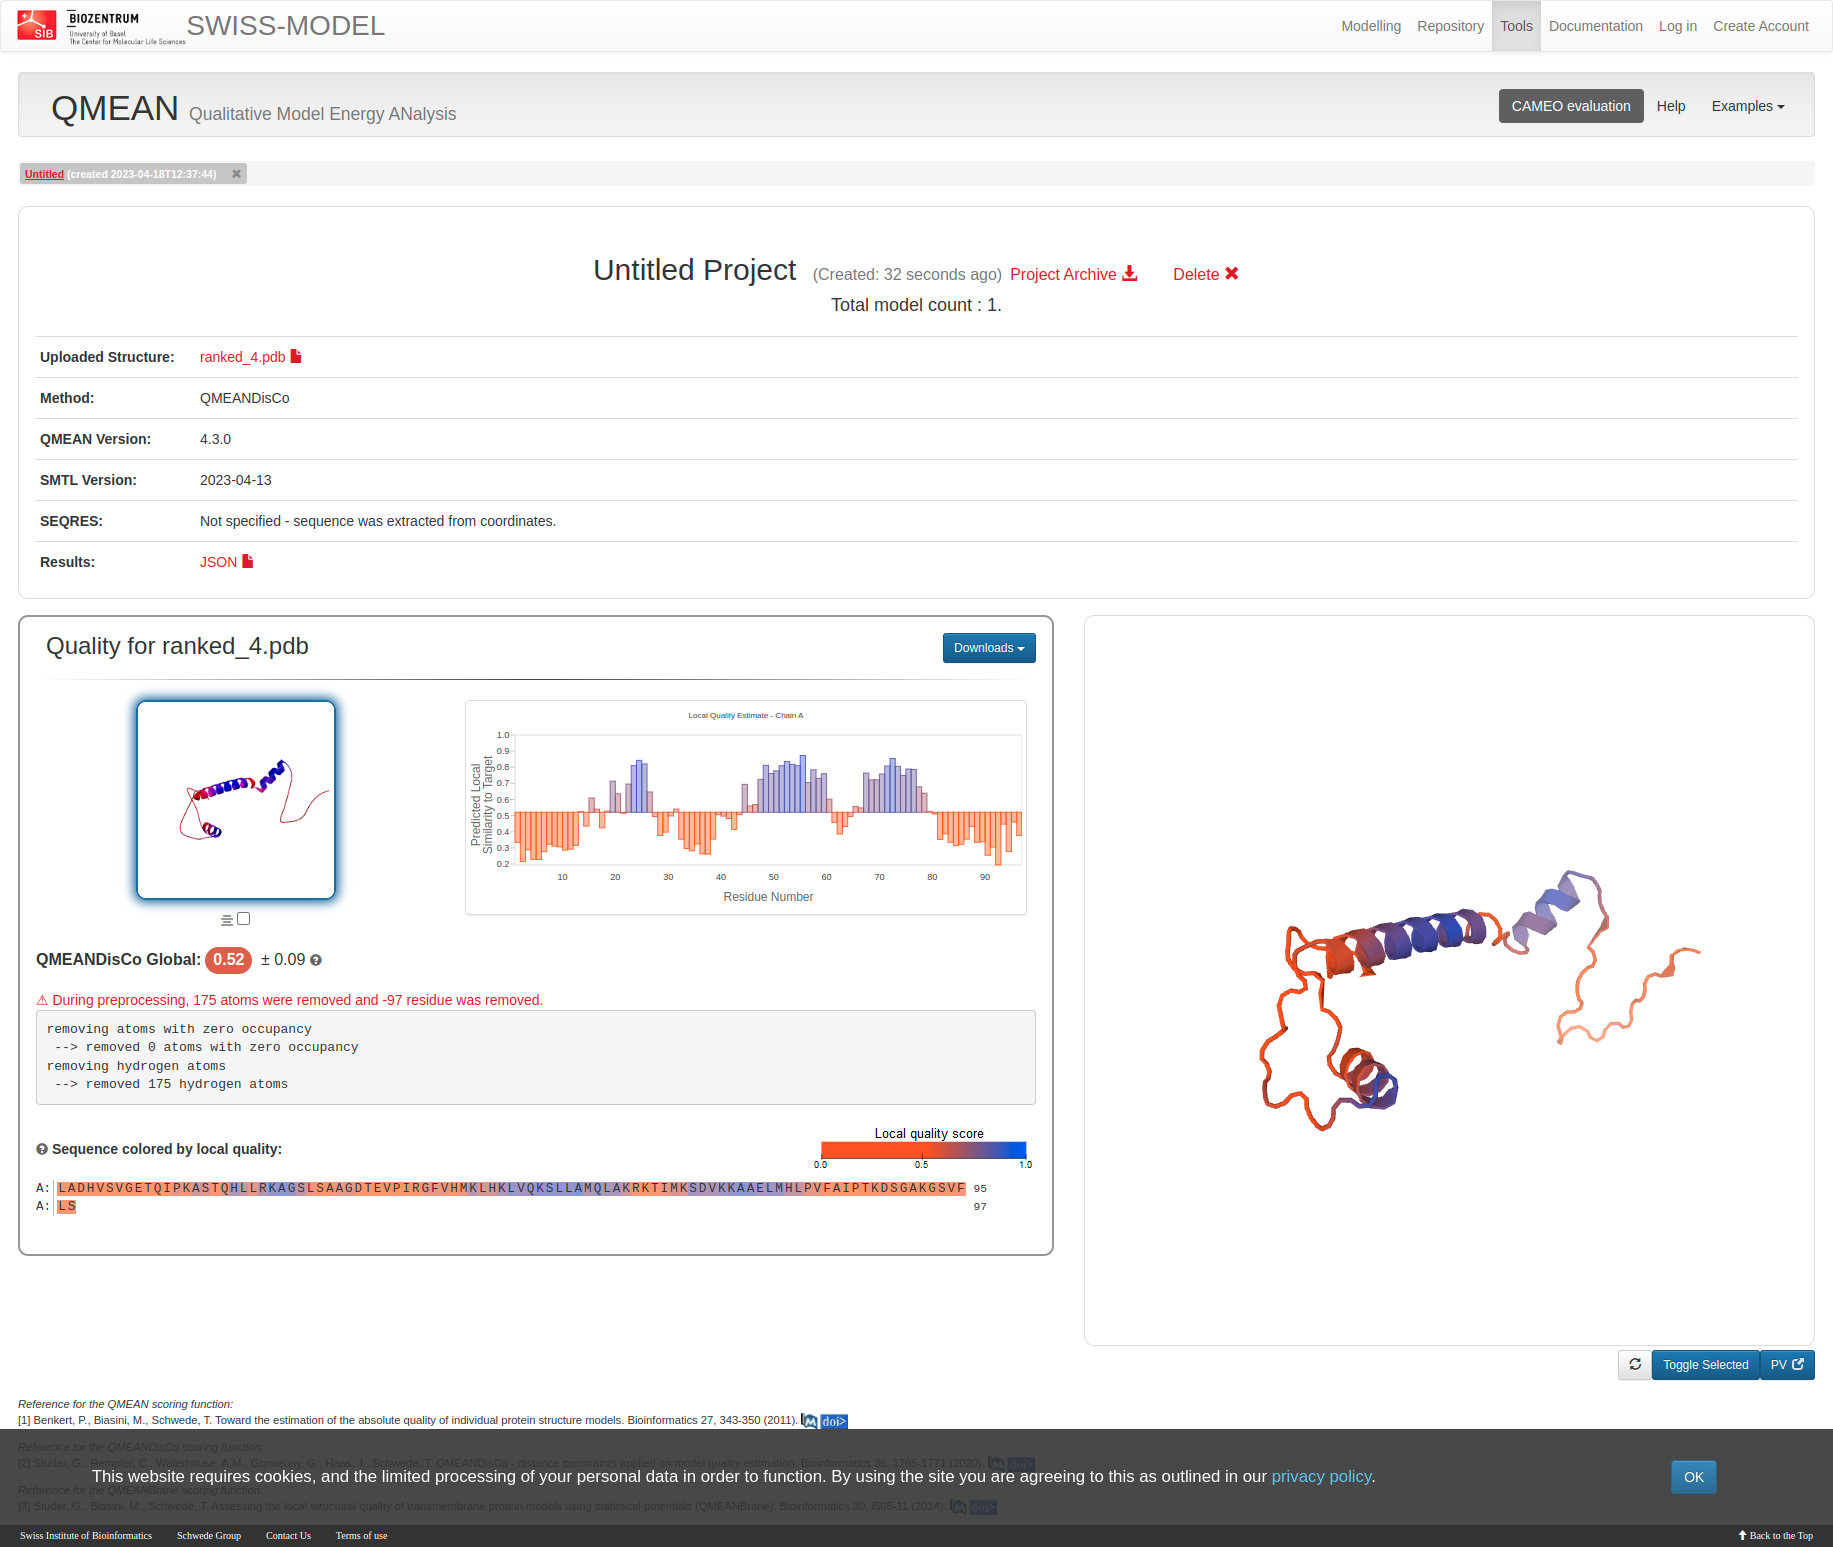 SIB
BIOZENTRUM
University of Basel
The Center for Molecular Life Sciences
SWISS-MODEL
Modelling
Repository
Tools
Documentation
Log in
Create Account
QMEAN Qualitative Model Energy ANalysis
CAMEO evaluation
Help
Examples
Untitled (created 2023-04-18T12:37:44)
Untitled Project (Created: 32 seconds ago) Project Archive Delete
Total model count : 1.
Uploaded Structure: ranked_4.pdb
Method: QMEANDisCo
QMEAN Version: 4.3.0
SMTL Version: 2023-04-13
SEQRES: Not specified - sequence was extracted from coordinates.
Results: JSON
Quality for ranked_4.pdb
Downloads
Local Quality Estimate - Chain A
Predicted Local
Similarity to Target
1.0
0.9
0.8
0.7
0.6
0.5
0.4
0.3
0.2
10 20 30 40 50 60 70 80 90
Residue Number
QMEANDisCo Global: 0.52 ± 0.09
⚠ During preprocessing, 175 atoms were removed and -97 residue was removed.
removing atoms with zero occupancy
--> removed 0 atoms with zero occupancy
removing hydrogen atoms
--> removed 175 hydrogen atoms
Sequence colored by local quality:
Local quality score
0.0 0.5 1.0
A: LADHVSVGETQIPKASTQHLLRKAGSLSAAGDTEVPIRGFVHMKLHKLVQKSLLAMQLAKRKTIMKSDVKKAAELMHLPVFAIPTKDSGAKGSVF 95
A: LS 97
Toggle Selected
PV
Reference for the QMEAN scoring function:
[1] Benkert, P., Biasini, M., Schwede, T. Toward the estimation of the absolute quality of individual protein structure models. Bioinformatics 27, 343-350 (2011). doi>
Reference for the QMEANDisCo scoring function:
[2] Studer, G., Rempfer, C., Waterhouse, A.M., Gumienny, G., Haas, J., Schwede, T. QMEANDisCo - distance constraints applied on model quality estimation. Bioinformatics 36, 1765-1771 (2020). doi>
This website requires cookies, and the limited processing of your personal data in order to function. By using the site you are agreeing to this as outlined in our privacy policy.
OK
Reference for the QMEANBrane scoring function:
[3] Studer, G., Biasini, M., Schwede, T. Assessing the local structural quality of transmembrane protein models using statistical potentials (QMEANBrane). Bioinformatics 30, i505-11 (2014). doi>
Swiss Institute of Bioinformatics
Schwede Group
Contact Us
Terms of use
Back to the Top